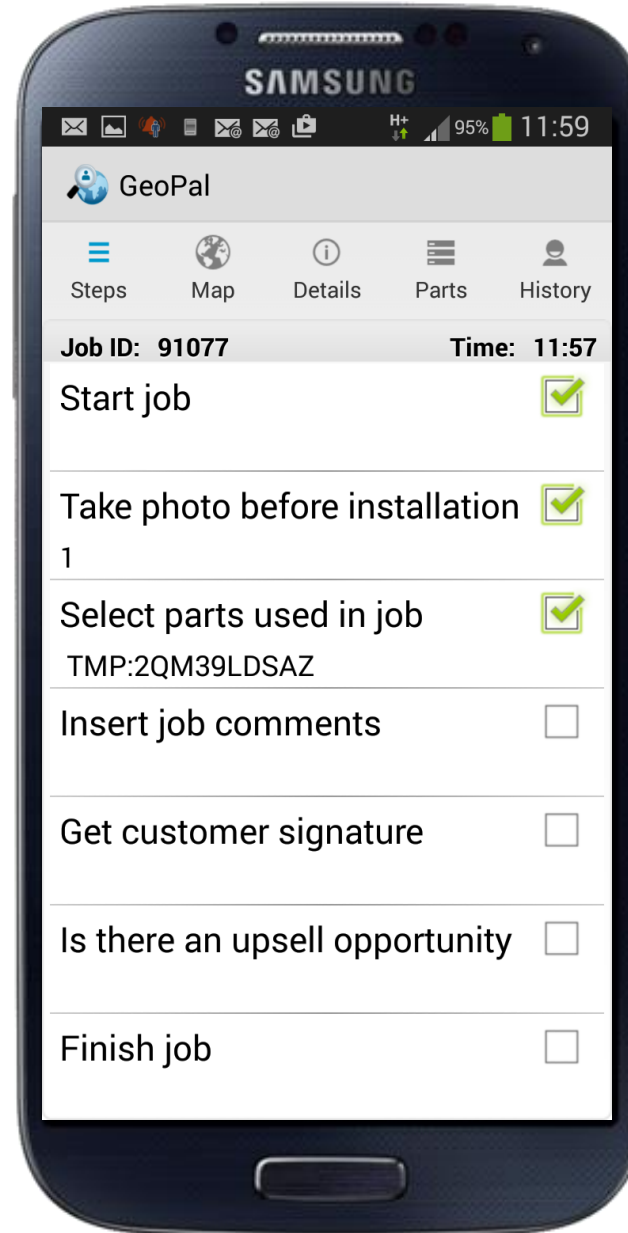 SAMSUNG
H+ 95% 11:59
GeoPal
Steps Map Details Parts History
Job ID: 91077 Time: 11:57
Start job
Take photo before installation
1
Select parts used in job
TMP:2QM39LDSAZ
Insert job comments
Get customer signature
Is there an upsell opportunity
Finish job